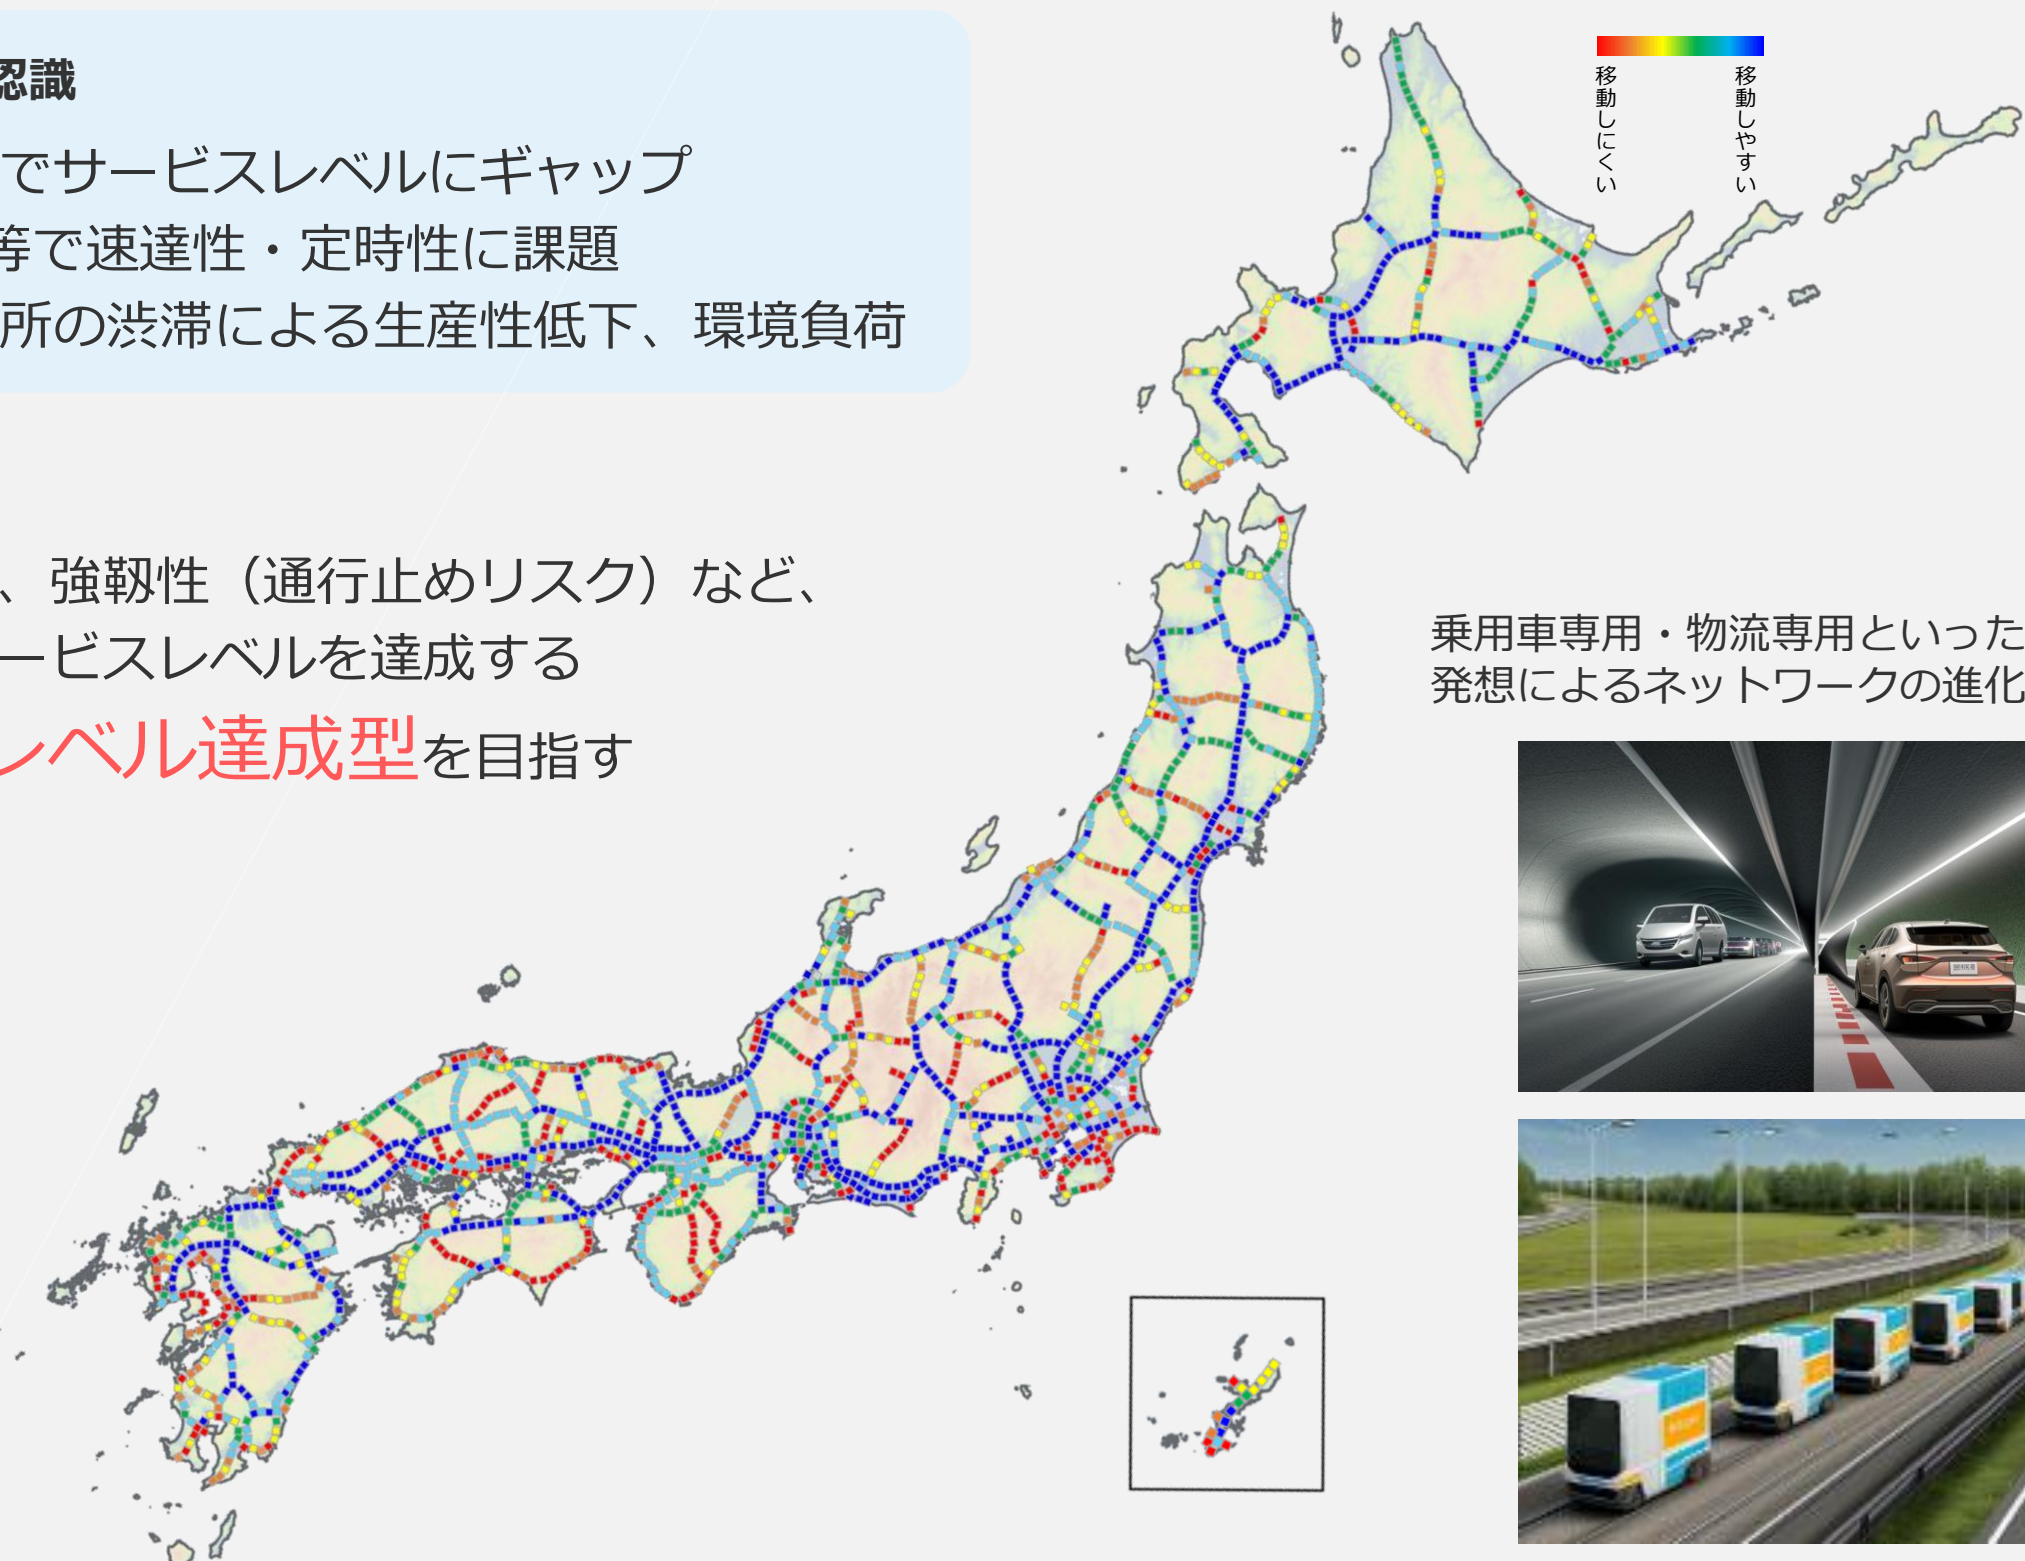 認識
でサービスレベルにギャップ
等で速達性・定時性に課題
所の渋滞による生産性低下、環境負荷
、強靱性（通行止めリスク）など、
ービスレベルを達成する
レベル達成型を目指す
移動しにくい
移動しやすい
乗用車専用・物流専用といった
発想によるネットワークの進化